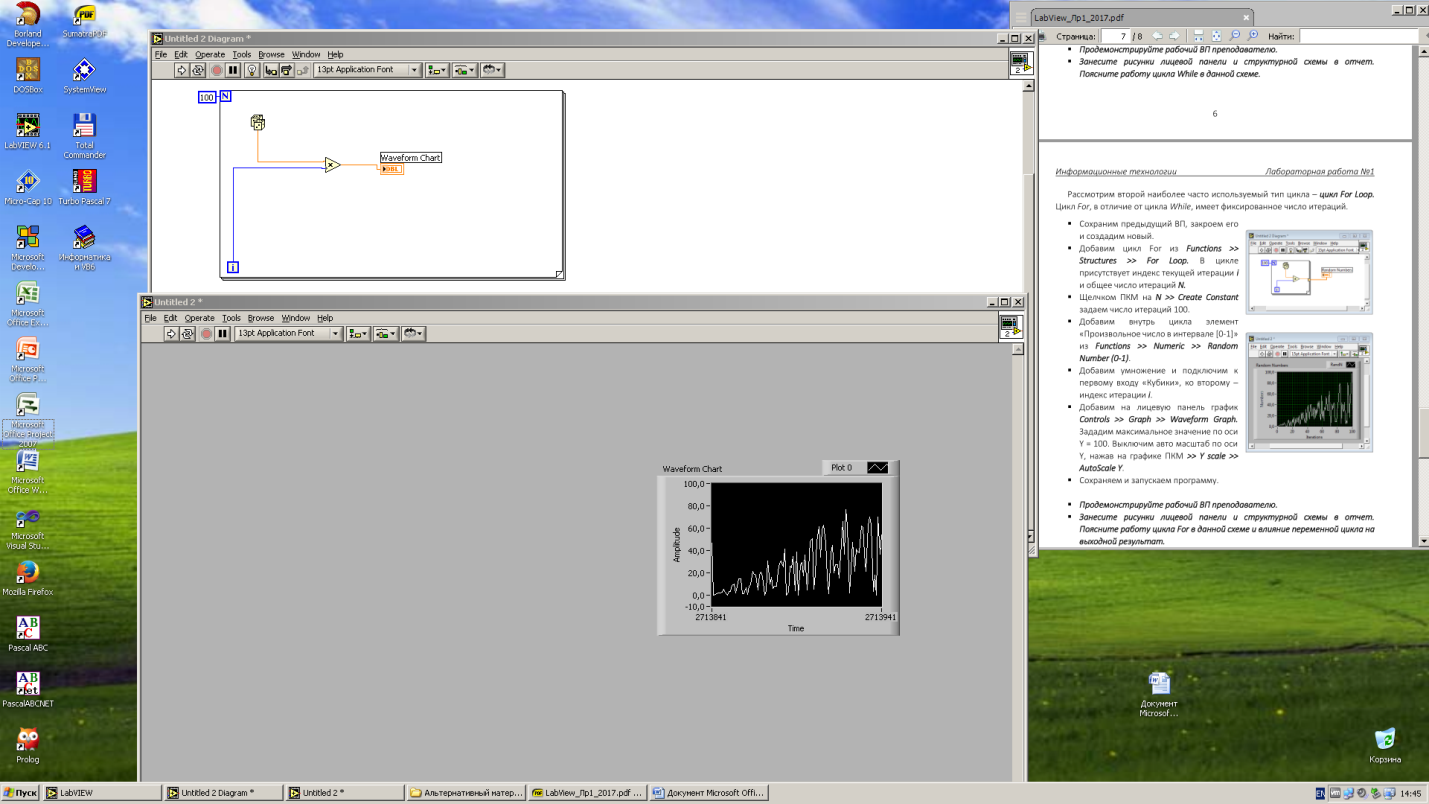 Borland
Develope...
SumatraPDF
DOSBox
SystemView
LabVIEW 6.1
Total
Commander
Micro-Cap 10
Turbo Pascal 7
Microsoft
Develo...
Информатика
и VB6
Microsoft
Office Ex...
Microsoft
Office P...
Microsoft
Office Project
2007
Microsoft
Office W...
Microsoft
Visual Stu...
Mozilla Firefox
Pascal ABC
PascalABCNET
Prolog
Untitled 2 Diagram *
File Edit Operate Tools Browse Window Help
13pt Application Font
2
100 N
Waveform Chart
DBL
i
Untitled 2 *
File Edit Operate Tools Browse Window Help
13pt Application Font
2
Waveform Chart
Plot 0
100,0
80,0
60,0
40,0
20,0
0,0
-10,0
Amplitude
2713841
2713941
Time
LabView_Лр1_2017.pdf
Страница: 7 / 8 Найти:
Продемонстрируйте рабочий ВП преподавателю.
Занесите рисунки лицевой панели и структурной схемы в отчет.
Поясните работу цикла While в данной схеме.
6
Информационные технологии Лабораторная работа №1
Рассмотрим второй наиболее часто используемый тип цикла – цикл For Loop.
Цикл For, в отличие от цикла While, имеет фиксированное число итераций.
Сохраним предыдущий ВП, закроем его
и создадим новый.
Добавим цикл For из Functions >>
Structures >> For Loop. В цикле
присутствует индекс текущей итерации i
и общее число итераций N.
Щелчком ПКМ на N >> Create Constant
задаем число итераций 100.
Добавим внутрь цикла элемент
«Произвольное число в интервале [0-1]»
из Functions >> Numeric >> Random
Number (0-1).
Добавим умножение и подключим к
первому входу «Кубики», ко второму –
индекс итерации i.
Добавим на лицевую панель график
Controls >> Graph >> Waveform Graph.
Зададим максимальное значение по оси
Y = 100. Выключим авто масштаб по оси
Y, нажав на графике ПКМ >> Y scale >>
AutoScale Y.
Сохраняем и запускаем программу.
Продемонстрируйте рабочий ВП преподавателю.
Занесите рисунки лицевой панели и структурной схемы в отчет.
Поясните работу цикла For в данной схеме и влияние переменной цикла на
выходной результат.
Документ
Microsof...
Корзина
Пуск
LabVIEW
Untitled 2 Diagram *
Untitled 2 *
Альтернативный матер...
LabView_Лр1_2017.pdf ...
Документ Microsoft Offi...
EN
14:45